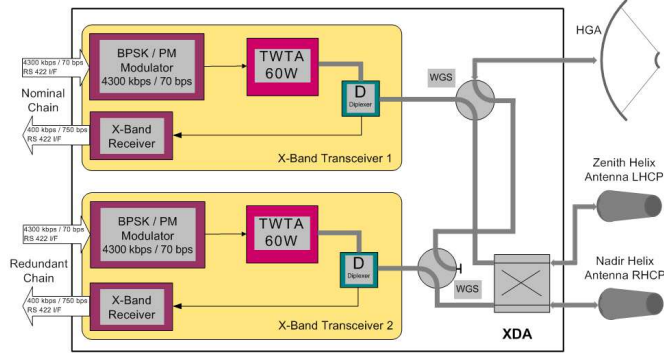 4300 kbps / 70 bps
RS 422 I/F
Nominal
Chain
400 kbps / 750 bps
RS 422 I/F
BPSK / PM
Modulator
4300 kbps / 70 bps
TWTA
60W
D
Diplexer
X-Band
Receiver
X-Band Transceiver 1
WGS
HGA
Zenith Helix
Antenna LHCP
4300 kbps / 70 bps
RS 422 I/F
Redundant
Chain
400 kbps / 750 bps
RS 422 I/F
BPSK / PM
Modulator
4300 kbps / 70 bps
TWTA
60W
D
Diplexer
X-Band
Receiver
X-Band Transceiver 2
WGS
Nadir Helix
Antenna RHCP
XDA